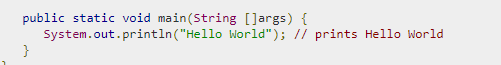 public static void main(String []args) {
System.out.println("Hello World"); // prints Hello World
}
}